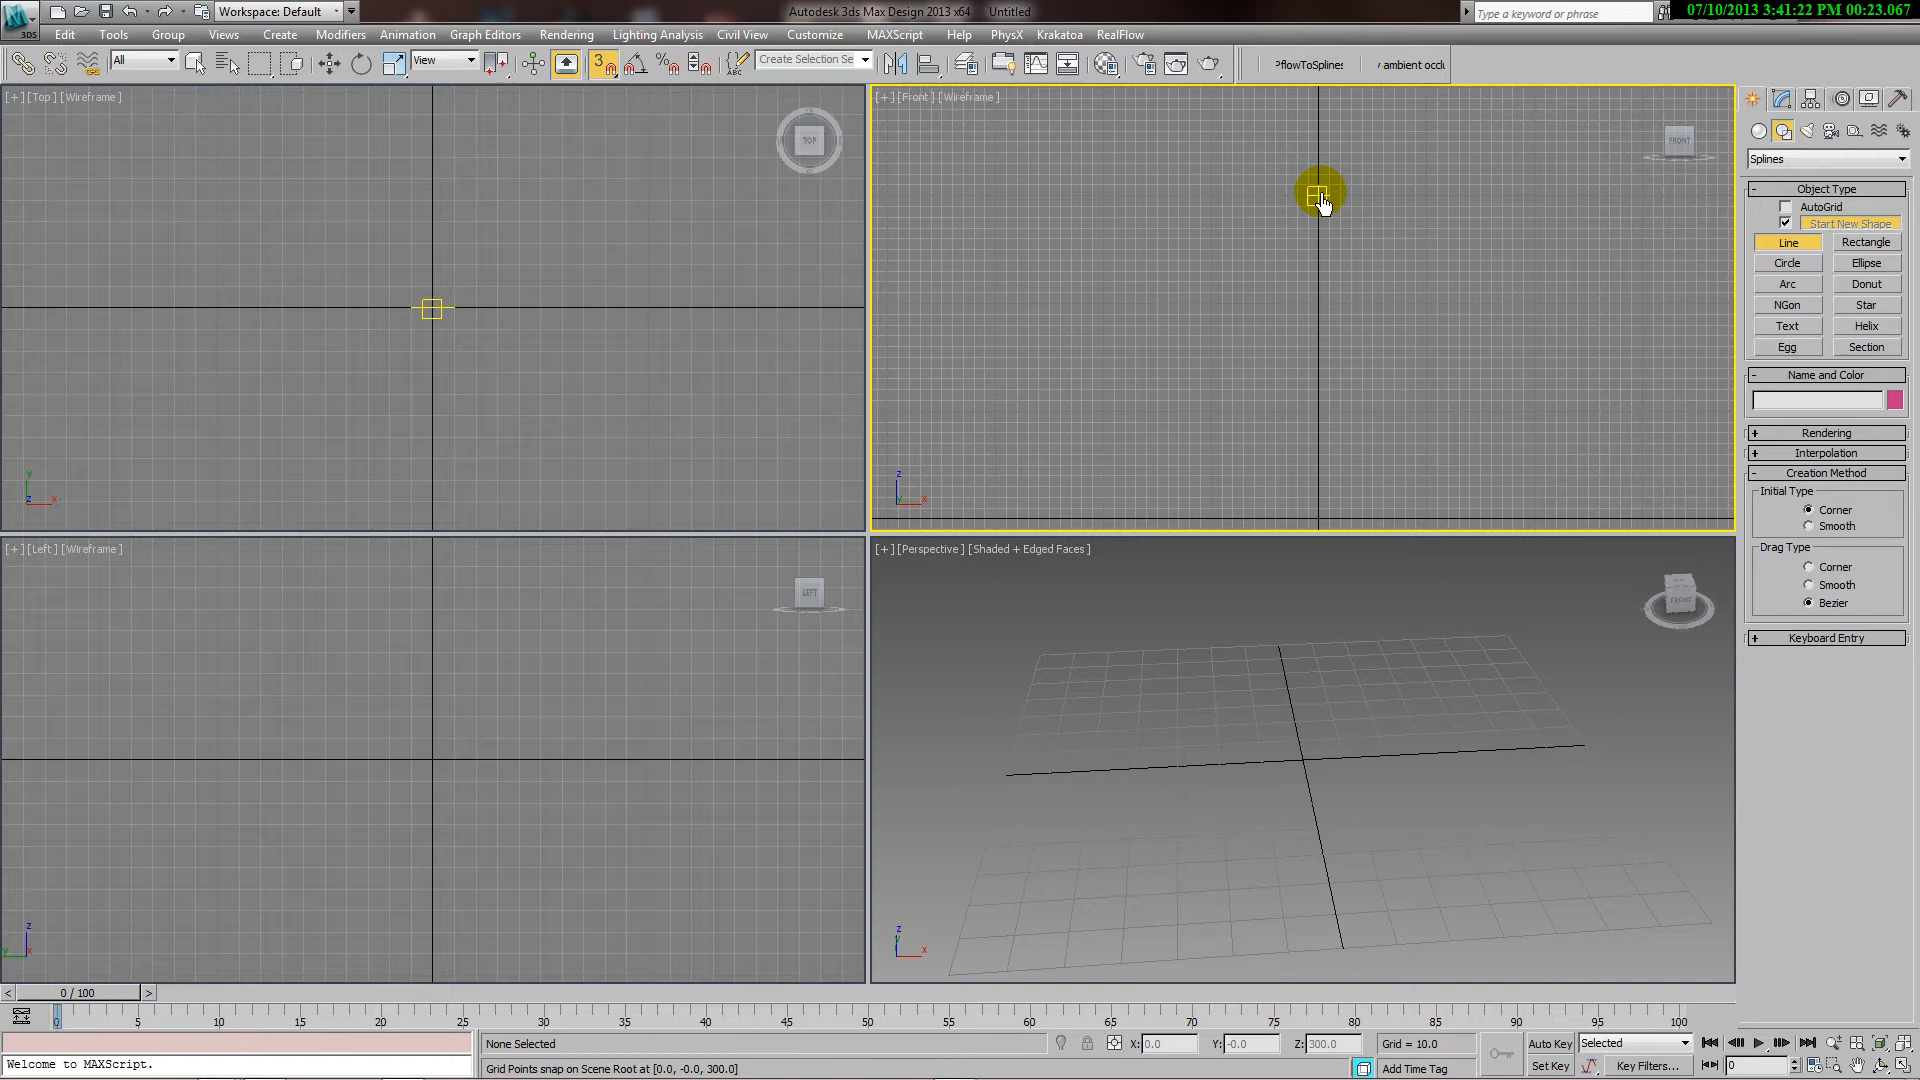 Workspace: Default
Autodesk 3ds Max Design 2013 x64
Untitled
Type a keyword or phrase
07/10/2013 3:41:22 PM 00:23.067
3DS
Edit
Tools
Group
Views
Create
Modifiers
Animation
Graph Editors
Rendering
Lighting Analysis
Civil View
Customize
MAXScript
Help
PhysX
Krakatoa
RealFlow
All
View
3
Create Selection Se
PflowToSplines
ambient occlu
[+] [Top] [Wireframe]
TOP
[+] [Front] [Wireframe]
FRONT
Splines
- Object Type
AutoGrid
Start New Shape
Line
Rectangle
Circle
Ellipse
Arc
Donut
NGon
Star
Text
Helix
Egg
Section
- Name and Color
+ Rendering
+ Interpolation
- Creation Method
Initial Type
Corner
Smooth
Drag Type
Corner
Smooth
Bezier
+ Keyboard Entry
y
z x
z
y x
[+] [Left] [Wireframe]
LEFT
[+] [Perspective] [Shaded + Edged Faces]
FRONT
z
y x
z
y
x
< 0 / 100 >
0 5 10 15 20 25 30 35 40 45 50 55 60 65 70 75 80 85 90 95 100
None Selected
X: 0.0
Y: -0.0
Z: 300.0
Grid = 10.0
Auto Key
Selected
Welcome to MAXScript.
Grid Points snap on Scene Root at [0.0, -0.0, 300.0]
Add Time Tag
Set Key
Key Filters...
0